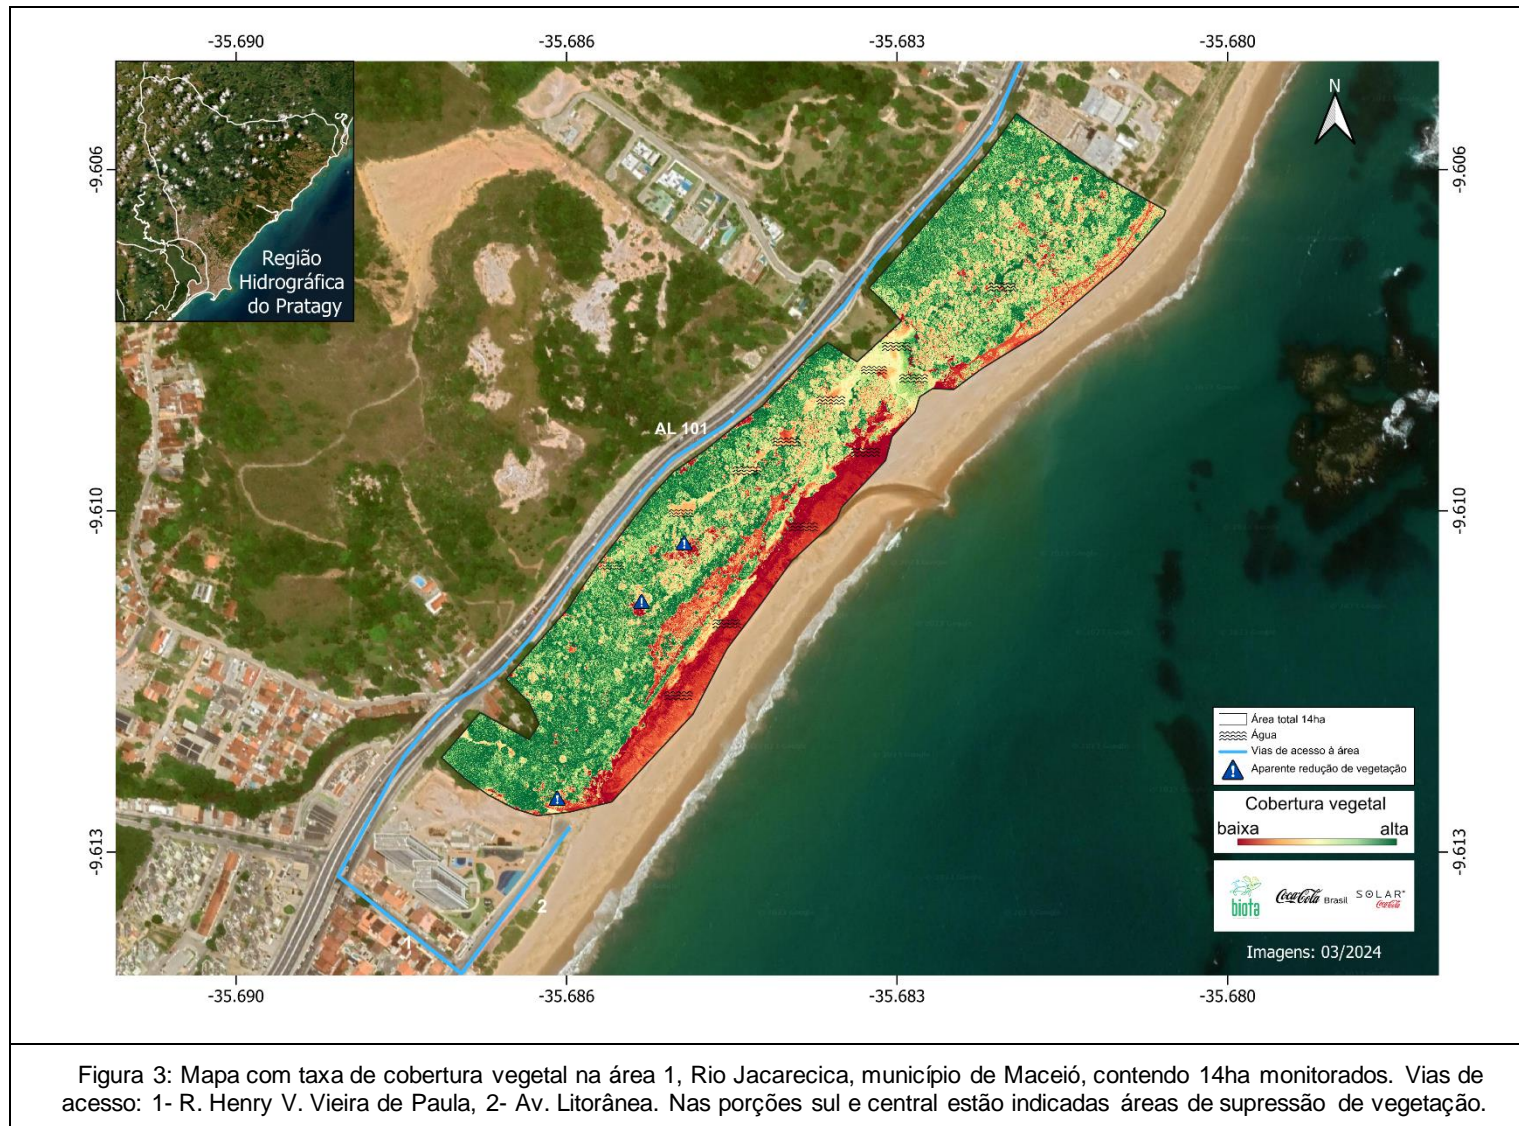 -35.690 -35.686 -35.683 -35.680
Região
Hidrográfica
do Pratagy
N
-9.606 -9.606
AL 101
-9.610 -9.610
Área total 14ha
Água
Vias de acesso à área
Aparente redução de vegetação
Cobertura vegetal
baixa alta
-9.613 -9.613
biota Coca-Cola Brasil SOLAR Coca-Cola
1
2
Imagens: 03/2024
-35.690 -35.686 -35.683 -35.680
Figura 3: Mapa com taxa de cobertura vegetal na área 1, Rio Jacarecica, município de Maceió, contendo 14ha monitorados. Vias de
acesso: 1- R. Henry V. Vieira de Paula, 2- Av. Litorânea. Nas porções sul e central estão indicadas áreas de supressão de vegetação.